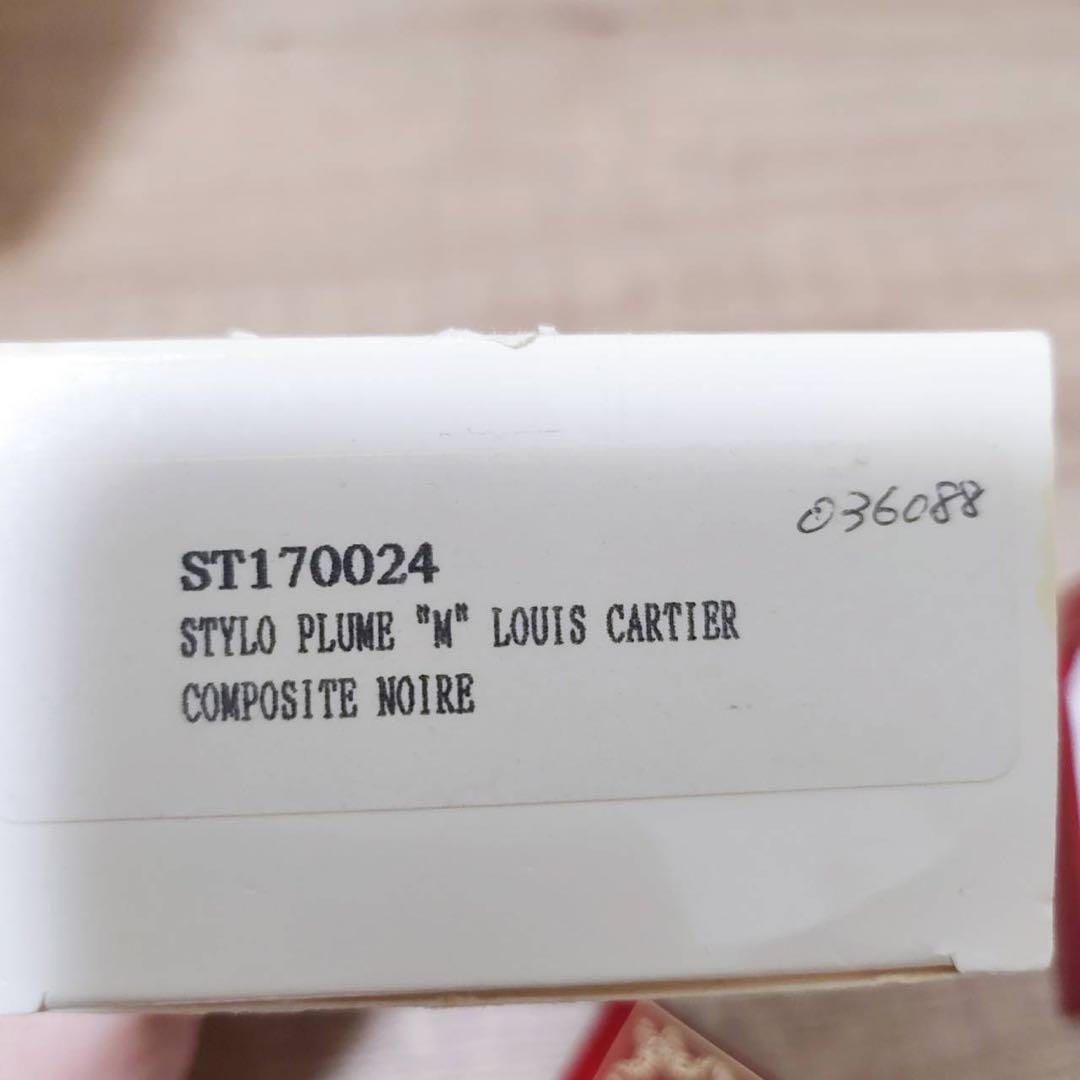 036088
ST170024
STYLO PLUME "M" LOUIS CARTIER
COMPOSITE NOIRE